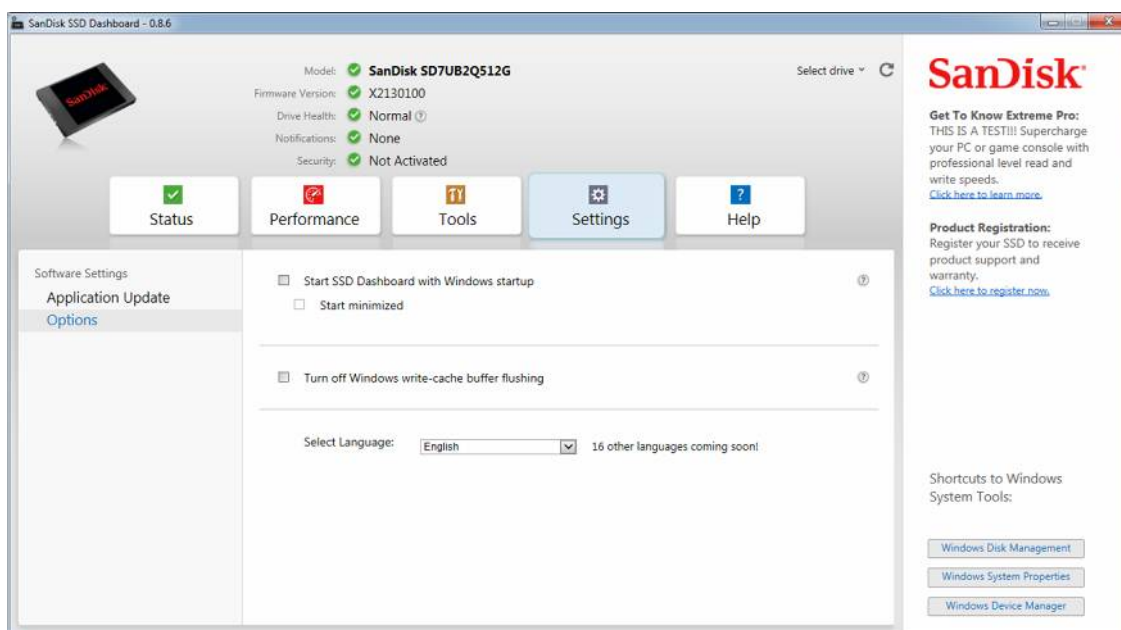 SanDisk SSD Dashboard - 0.8.6
SanDisk
Model: SanDisk SD7UB2Q512G
Select drive
Firmware Version: X2130100
Drive Health: Normal ?
Notifications: None
Security: Not Activated
Status
Performance
Tools
Settings
? Help
Software Settings
Application Update
Options
Start SSD Dashboard with Windows startup ?
Start minimized
Turn off Windows write-cache buffer flushing ?
Select Language: English 16 other languages coming soon!
SanDisk®
Get To Know Extreme Pro:
THIS IS A TEST!!! Supercharge
your PC or game console with
professional level read and
write speeds.
Click here to learn more.
Product Registration:
Register your SSD to receive
product support and
warranty.
Click here to register now.
Shortcuts to Windows
System Tools:
Windows Disk Management
Windows System Properties
Windows Device Manager